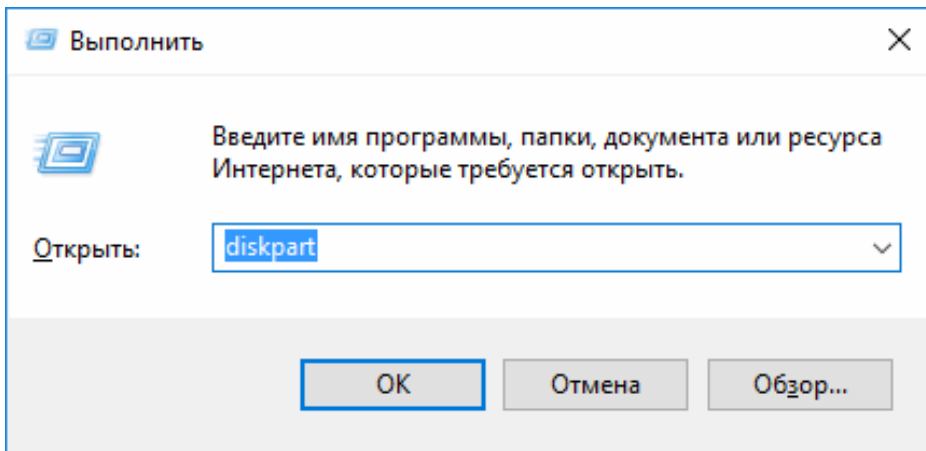 Выполнить
Введите имя программы, папки, документа или ресурса
Интернета, которые требуется открыть.
Открыть: diskpart
OK Отмена Обзор...